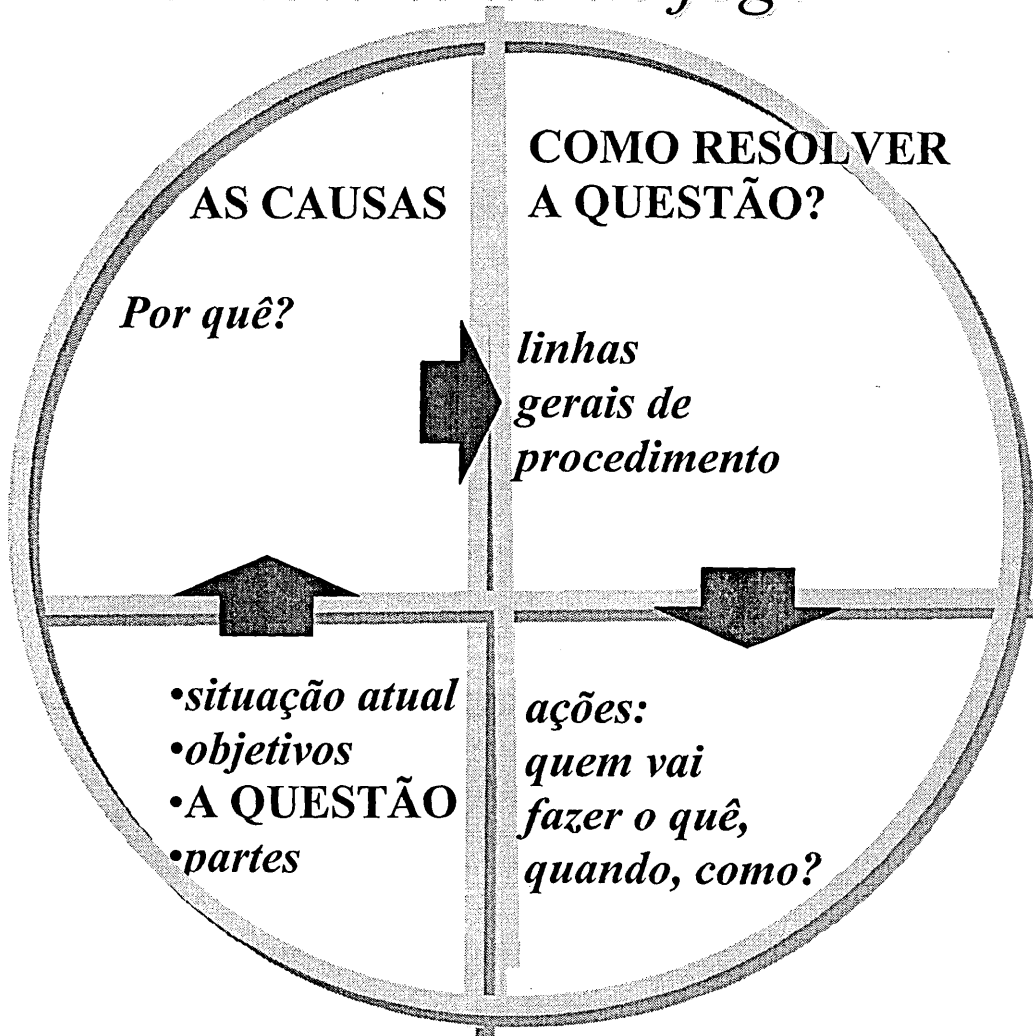 AS CAUSAS
Por quê?
COMO RESOLVER
A QUESTÃO?
linhas
gerais de
procedimento
•situação atual
•objetivos
•A QUESTÃO
•partes
ações:
quem vai
fazer o quê,
quando, como?